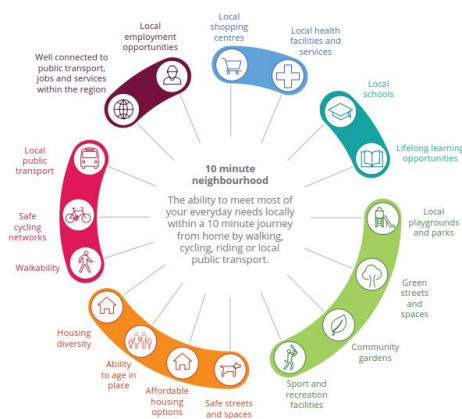 10 minute
neighbourhood
The ability to meet most of
your everyday needs locally
within a 10 minute journey
from home by walking,
cycling, riding or local
public transport.
Local
shopping
centres
Local health
facilities and
services
Local
schools
Lifelong learning
opportunities
Local
playgrounds
and parks
Green
streets
and
spaces
Community
gardens
Sport and
recreation
facilities
Safe streets
and spaces
Affordable
housing
options
Ability
to age in
place
Housing
diversity
Walkability
Safe
cycling
networks
Local
public
transport
Well connected to
public transport,
jobs and services
within the region
Local
employment
opportunities